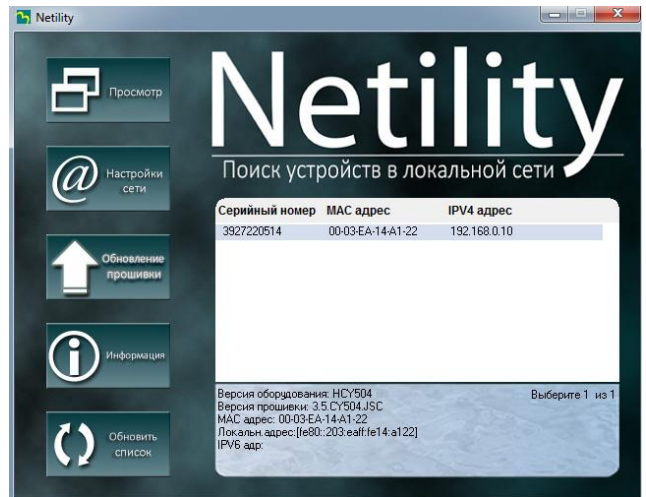 Netility
Netility
Поиск устройств в локальной сети
Просмотр
Настройки
сети
Обновление
прошивки
Информация
Обновить
список
Серийный номер MAC адрес IPV4 адрес
3927220514 00-03-EA-14-A1-22 192.168.0.10
Версия оборудования: HCY504 Выберите 1 из 1
Версия прошивки: 3.5.CY504.JSC
MAC адрес: 00-03-EA-14-A1-22
Локальн.адрес:[fe80::203:eaff:fe14:a122]
IPV6 адр: